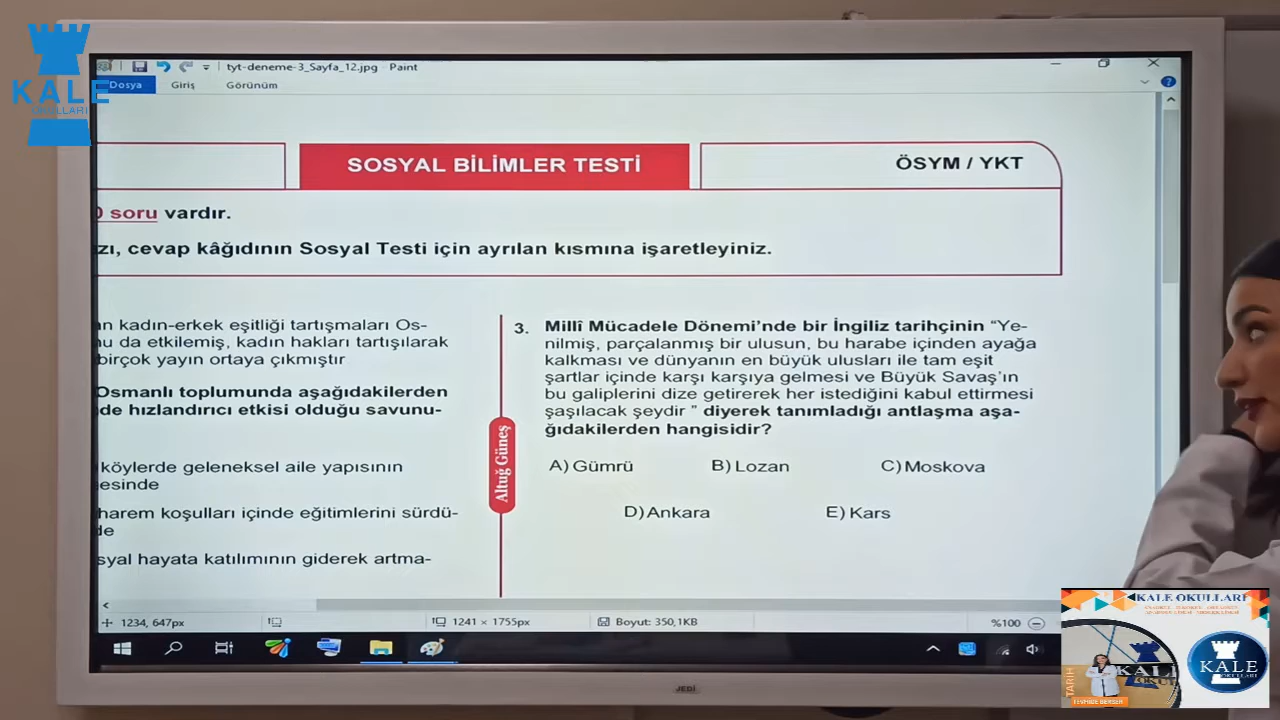 KALE
OKULLARI
tyt-deneme-3_Sayfa_12.jpg - Paint
Dosya Giriş Görünüm
SOSYAL BİLİMLER TESTİ
ÖSYM / YKT
0 soru vardır.
zı, cevap kâğıdının Sosyal Testi için ayrılan kısmına işaretleyiniz.
an kadın-erkek eşitliği tartışmaları Os-
nu da etkilemiş, kadın hakları tartışılarak
birçok yayın ortaya çıkmıştır
Osmanlı toplumunda aşağıdakilerden
de hızlandırıcı etkisi olduğu savunu-
köylerde geleneksel aile yapısının
esinde
harem koşulları içinde eğitimlerini sürdü-
de
syal hayata katılımının giderek artma-
Altuğ Güneş
3. Millî Mücadele Dönemi’nde bir İngiliz tarihçinin “Ye-
nilmiş, parçalanmış bir ulusun, bu harabe içinden ayağa
kalkması ve dünyanın en büyük ulusları ile tam eşit
şartlar içinde karşı karşıya gelmesi ve Büyük Savaş’ın
bu galiplerini dize getirerek her istediğini kabul ettirmesi
şaşılacak şeydir ” diyerek tanımladığı antlaşma aşa-
ğıdakilerden hangisidir?
A) Gümrü B) Lozan C) Moskova
D) Ankara E) Kars
1234, 647px
1241 x 1755px
Boyut: 350,1KB
%100
JEDİ
KALE OKULLARI
TARİH
KALE
OKULLARI